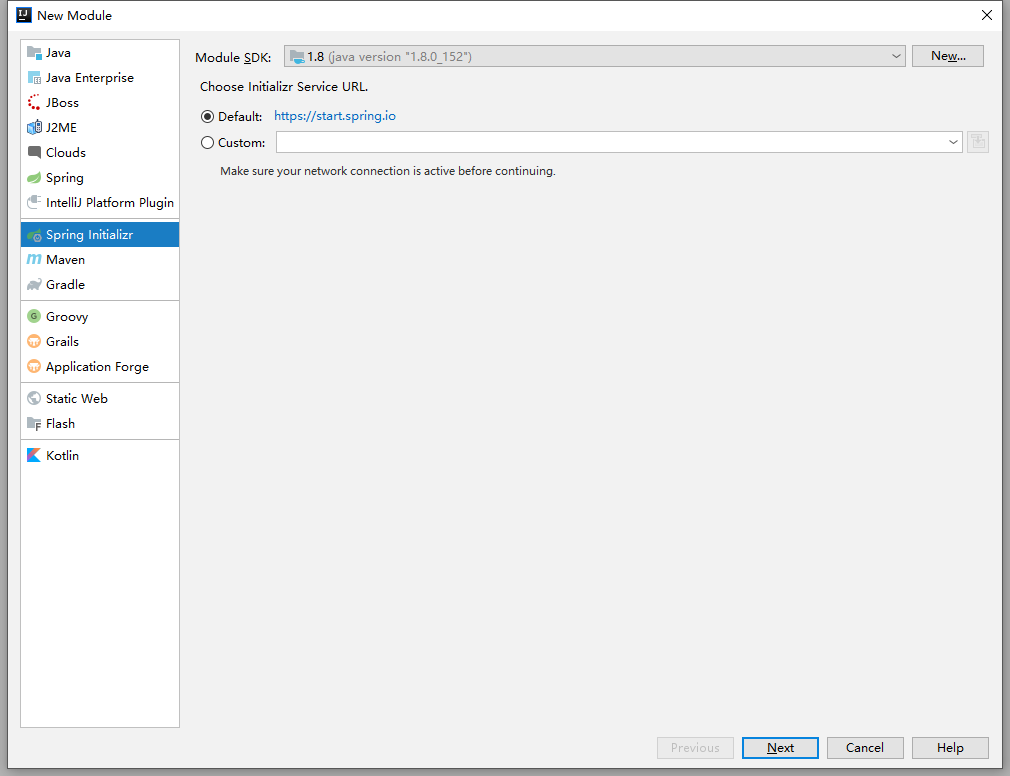 New Module
Java
Java Enterprise
JBoss
J2ME
Clouds
Spring
IntelliJ Platform Plugin
Spring Initializr
Maven
Gradle
Groovy
Grails
Application Forge
Static Web
Flash
Kotlin
Module SDK: 1.8 (java version "1.8.0_152") New...
Choose Initializr Service URL.
Default: https://start.spring.io
Custom:
Make sure your network connection is active before continuing.
Previous Next Cancel Help